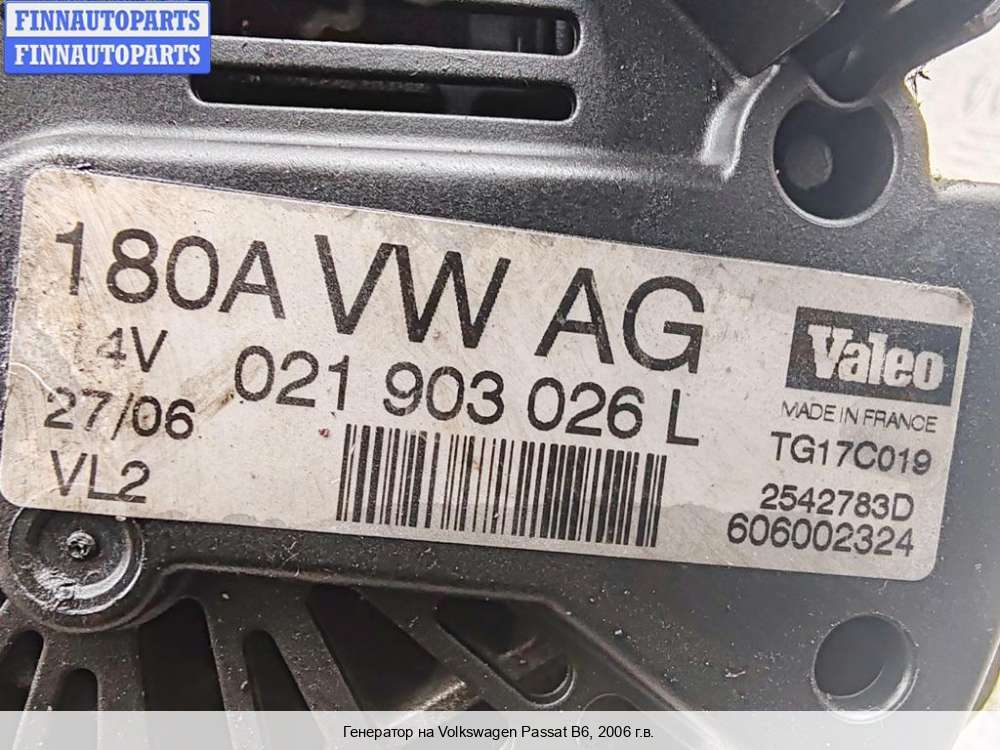 FINNAUTOPARTS
FINNAUTOPARTS
180A VW AG
4V
021 903 026 L
27/06
VL2
Valeo
MADE IN FRANCE
TG17C019
2542783D
606002324
Генератор на Volkswagen Passat B6, 2006 г.в.